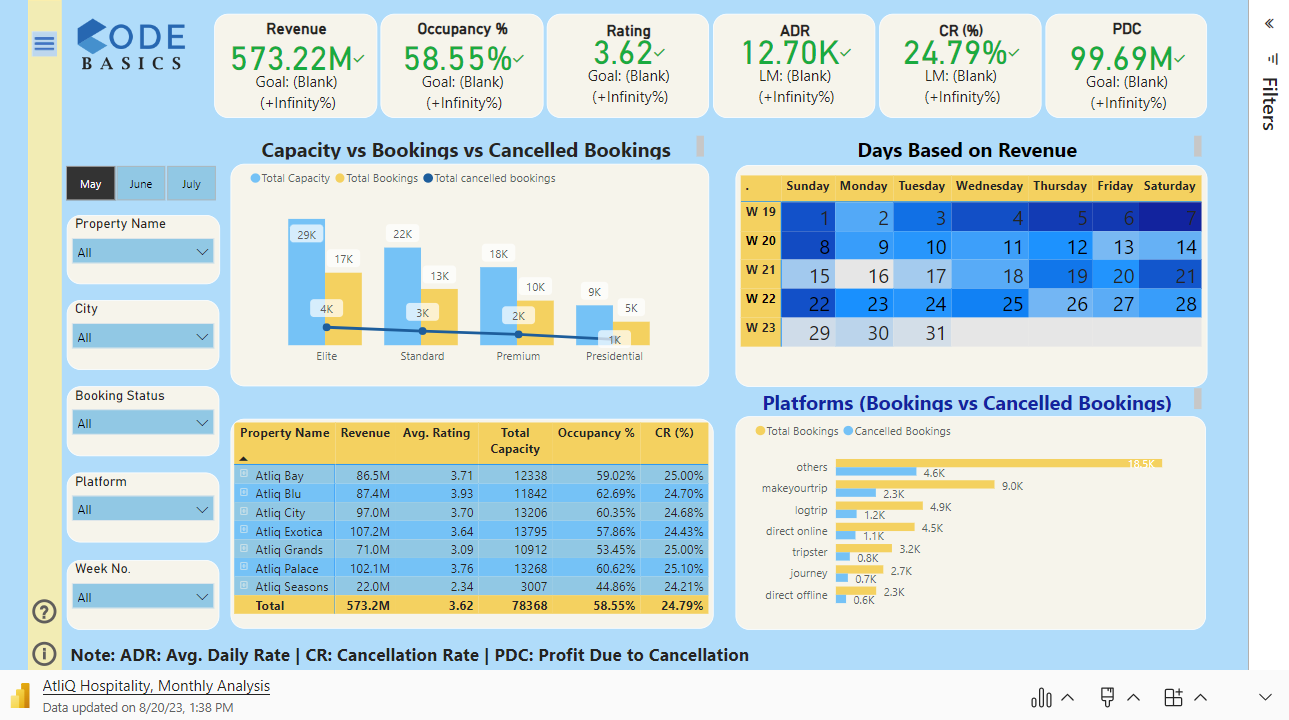 CODE
BASICS
Revenue
573.22M
Goal: (Blank)
(+Infinity%)
Occupancy %
58.55%
Goal: (Blank)
(+Infinity%)
Rating
3.62
Goal: (Blank)
(+Infinity%)
ADR
12.70K
LM: (Blank)
(+Infinity%)
CR (%)
24.79%
LM: (Blank)
(+Infinity%)
PDC
99.69M
Goal: (Blank)
(+Infinity%)
Filters
May June July
Property Name
All
City
All
Booking Status
All
Platform
All
Week No.
All
Capacity vs Bookings vs Cancelled Bookings
Total Capacity Total Bookings Total cancelled bookings
29K 17K 4K
22K 13K 3K
18K 10K 2K
9K 5K 1K
Elite Standard Premium Presidential
Days Based on Revenue
. Sunday Monday Tuesday Wednesday Thursday Friday Saturday
W 19 1 2 3 4 5 6 7
W 20 8 9 10 11 12 13 14
W 21 15 16 17 18 19 20 21
W 22 22 23 24 25 26 27 28
W 23 29 30 31
Property Name Revenue Avg. Rating Total Capacity Occupancy % CR (%)
Atliq Bay 86.5M 3.71 12338 59.02% 25.00%
Atliq Blu 87.4M 3.93 11842 62.69% 24.70%
Atliq City 97.0M 3.70 13206 60.35% 24.68%
Atliq Exotica 107.2M 3.64 13795 57.86% 24.43%
Atliq Grands 71.0M 3.09 10912 53.45% 25.00%
Atliq Palace 102.1M 3.76 13268 60.62% 25.10%
Atliq Seasons 22.0M 2.34 3007 44.86% 24.21%
Total 573.2M 3.62 78368 58.55% 24.79%
Platforms (Bookings vs Cancelled Bookings)
Total Bookings Cancelled Bookings
others 18.5K 4.6K
makeyourtrip 9.0K 2.3K
logtrip 4.9K 1.2K
direct online 4.5K 1.1K
tripster 3.2K 0.8K
journey 2.7K 0.7K
direct offline 2.3K 0.6K
Note: ADR: Avg. Daily Rate | CR: Cancellation Rate | PDC: Profit Due to Cancellation
AtliQ Hospitality, Monthly Analysis
Data updated on 8/20/23, 1:38 PM